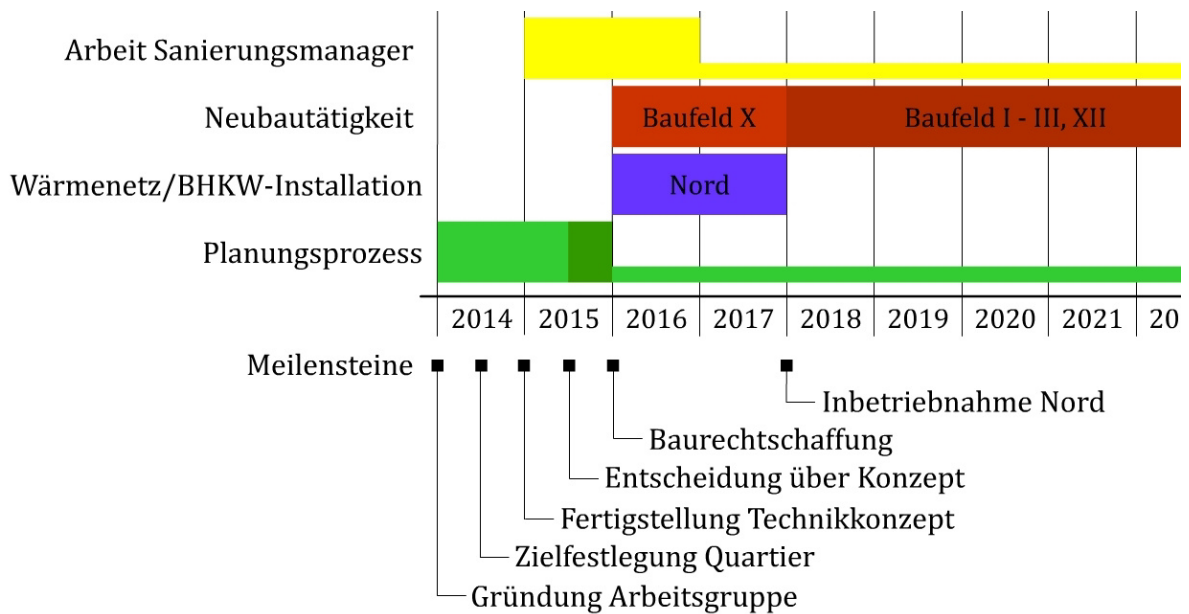 Arbeit Sanierungsmanager
Neubautätigkeit
Baufeld X
Baufeld I - III, XII
Wärmenetz/BHKW-Installation
Nord
Planungsprozess
2014 2015 2016 2017 2018 2019 2020 2021 20
Meilensteine
Inbetriebnahme Nord
Baurechtschaffung
Entscheidung über Konzept
Fertigstellung Technikkonzept
Zielfestlegung Quartier
Gründung Arbeitsgruppe